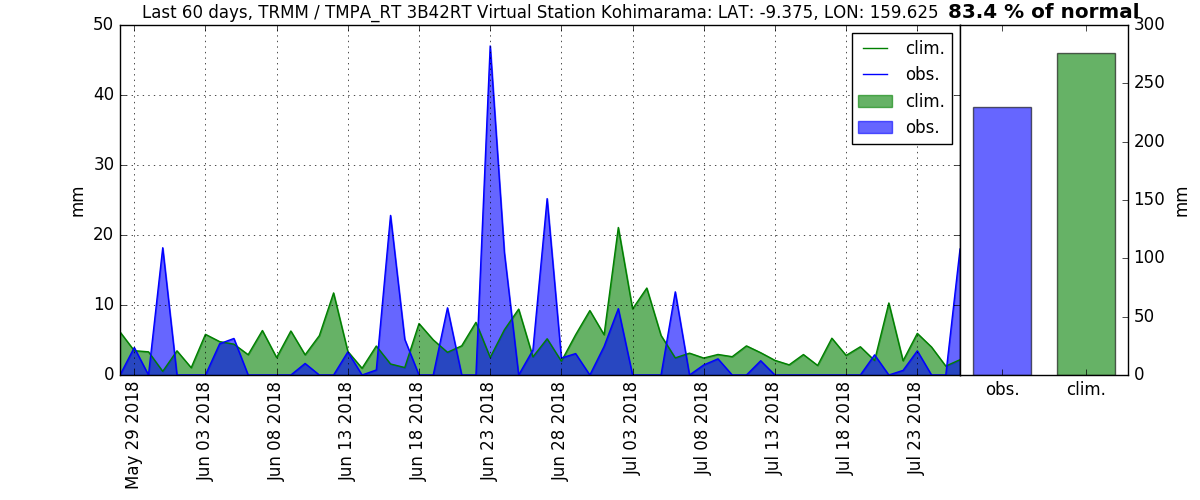 Last 60 days, TRMM / TMPA_RT 3B42RT Virtual Station Kohimarama: LAT: -9.375, LON: 159.625 83.4 % of normal
50
40
30
20
10
0
mm
clim.
obs.
clim.
obs.
300
250
200
150
100
50
0
mm
May 29 2018
Jun 03 2018
Jun 08 2018
Jun 13 2018
Jun 18 2018
Jun 23 2018
Jun 28 2018
Jul 03 2018
Jul 08 2018
Jul 13 2018
Jul 18 2018
Jul 23 2018
obs.
clim.